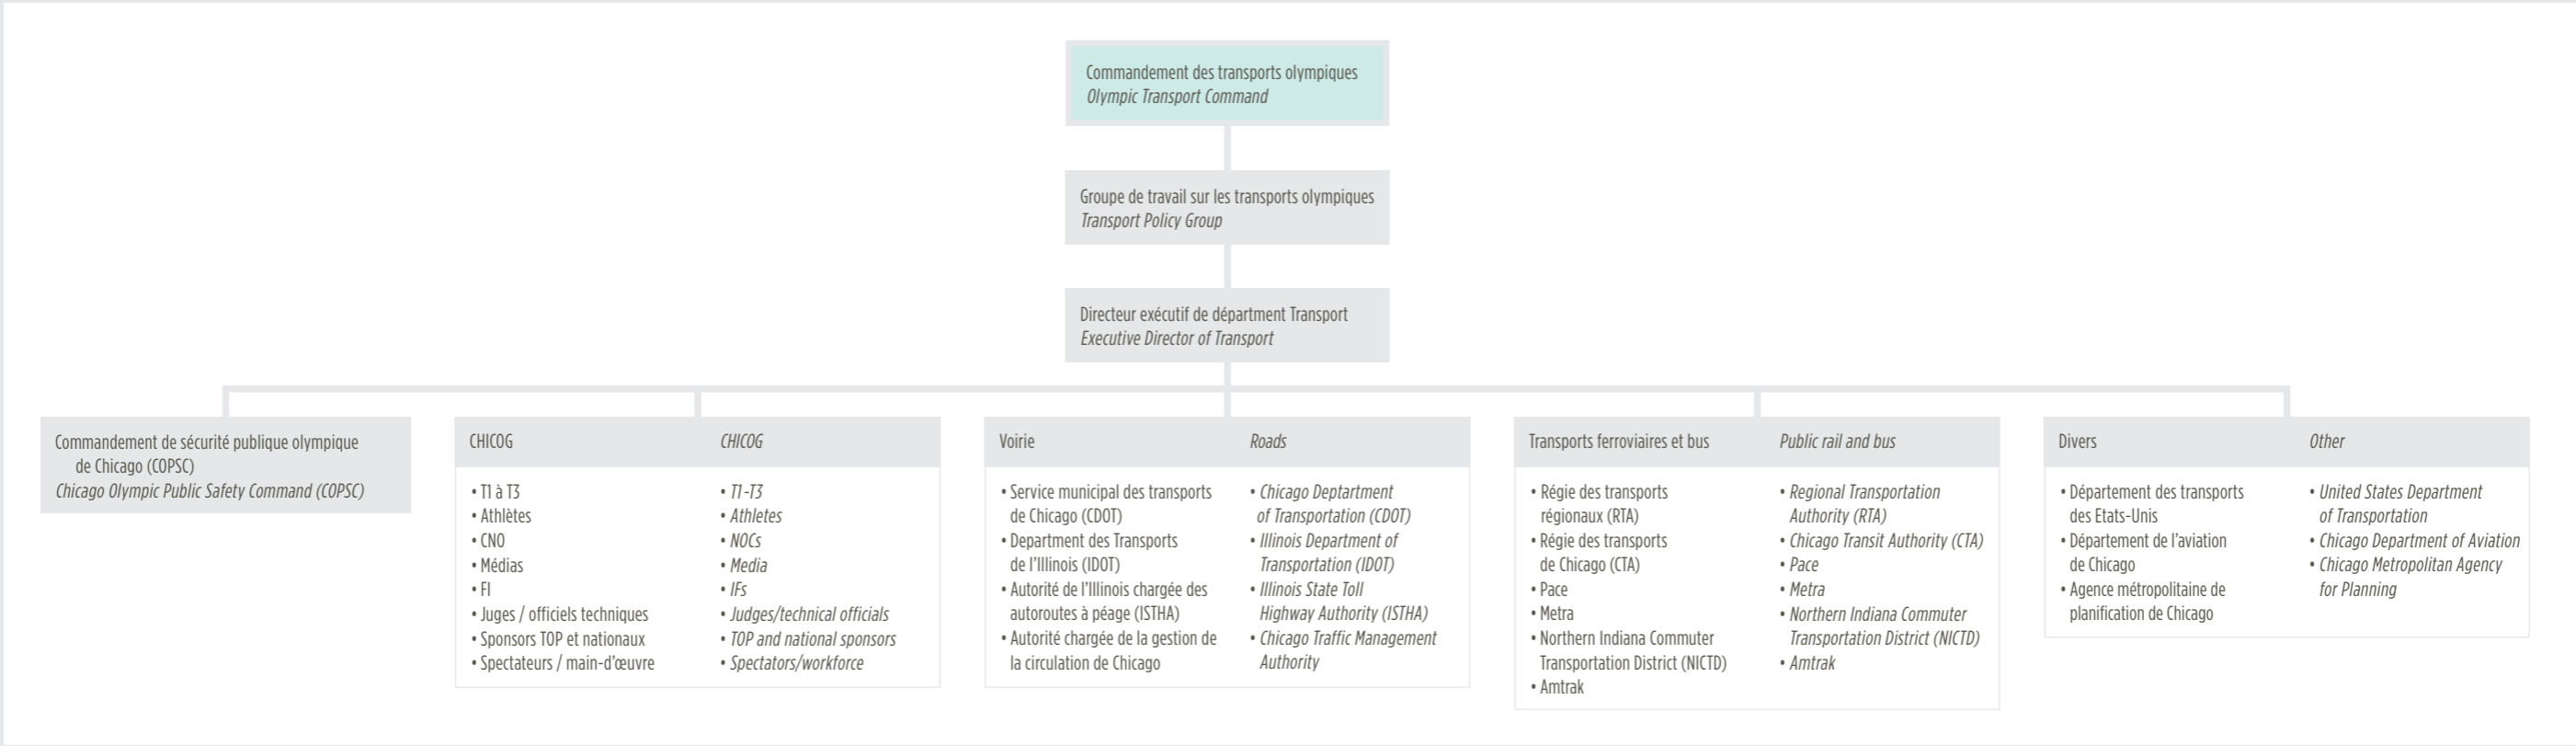 Commandement des transports olympiques
Olympic Transport Command
Groupe de travail sur les transports olympiques
Transport Policy Group
Directeur exécutif de départment Transport
Executive Director of Transport
Commandement de sécurité publique olympique
de Chicago (COPSC)
Chicago Olympic Public Safety Command (COPSC)
CHICOG
• T1 à T3
• Athlètes
• CNO
• Médias
• FI
• Juges / officiels techniques
• Sponsors TOP et nationaux
• Spectateurs / main-d'œuvre
CHICOG
• T1-T3
• Athletes
• NOCs
• Media
• IFs
• Judges/technical officials
• TOP and national sponsors
• Spectators/workforce
Voirie
• Service municipal des transports
de Chicago (CDOT)
• Department des Transports
de l'Illinois (IDOT)
• Autorité de l'Illinois chargée des
autoroutes à péage (ISTHA)
• Autorité chargée de la gestion de
la circulation de Chicago
Roads
• Chicago Deptartment
of Transportation (CDOT)
• Illinois Department of
Transportation (IDOT)
• Illinois State Toll
Highway Authority (ISTHA)
• Chicago Traffic Management
Authority
Transports ferroviaires et bus
• Régie des transports
régionaux (RTA)
• Régie des transports
de Chicago (CTA)
• Pace
• Metra
• Northern Indiana Commuter
Transportation District (NICTD)
• Amtrak
Public rail and bus
• Regional Transportation
Authority (RTA)
• Chicago Transit Authority (CTA)
• Pace
• Metra
• Northern Indiana Commuter
Transportation District (NICTD)
• Amtrak
Divers
• Département des transports
des Etats-Unis
• Département de l'aviation
de Chicago
• Agence métropolitaine de
planification de Chicago
Other
• United States Department
of Transportation
• Chicago Department of Aviation
• Chicago Metropolitan Agency
for Planning